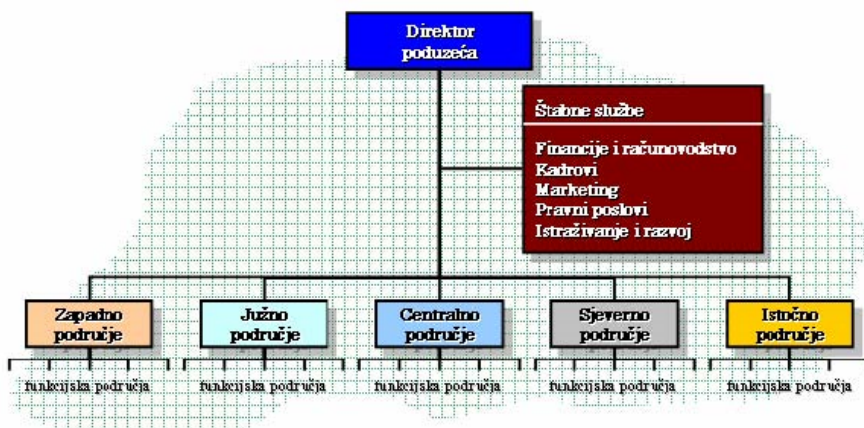 Direktor
poduzeća
Štabne službe
Financije i računovodstvo
Kadrovi
Marketing
Pravni poslovi
Istraživanje i razvoj
Zapadno
područje
Južno
područje
Centralno
područje
Sjeverno
područje
Istočno
područje
funkcijska područja
funkcijska područja
funkcijska područja
funkcijska područja
funkcijska područja